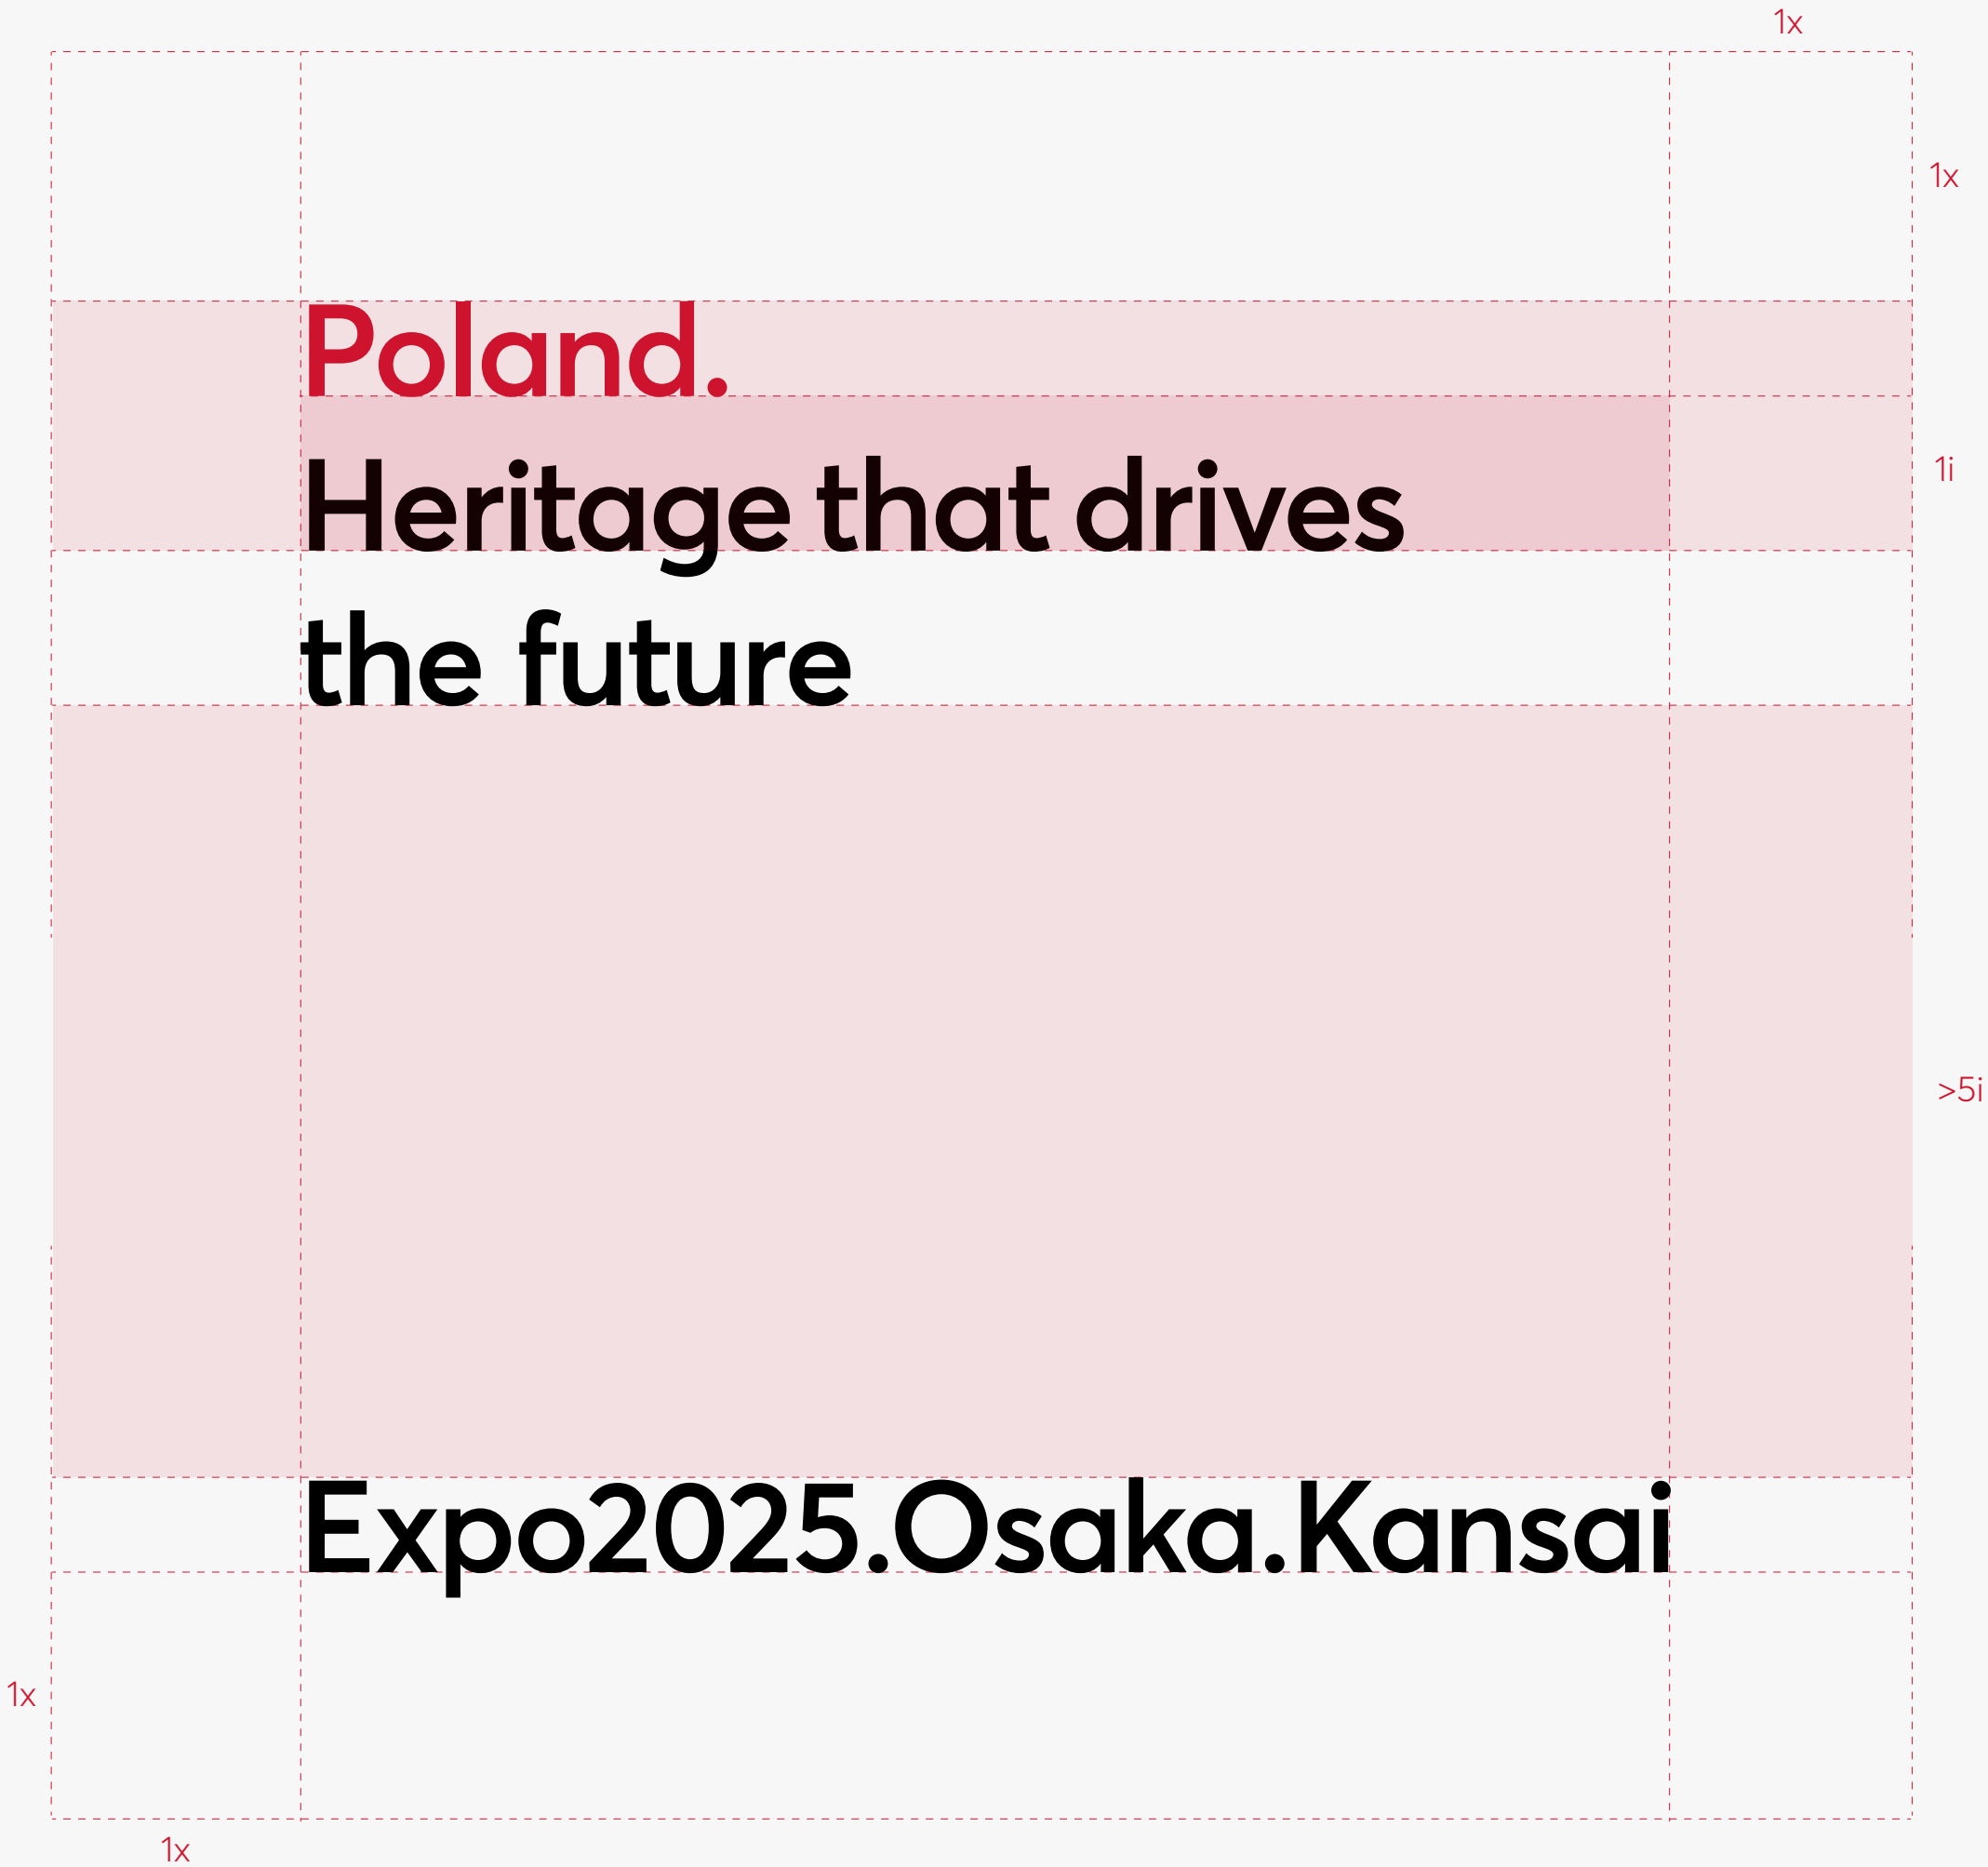 1x
1x
Poland.
1i
Heritage that drives
the future
>5i
Expo2025.Osaka.Kansai
1x
1x